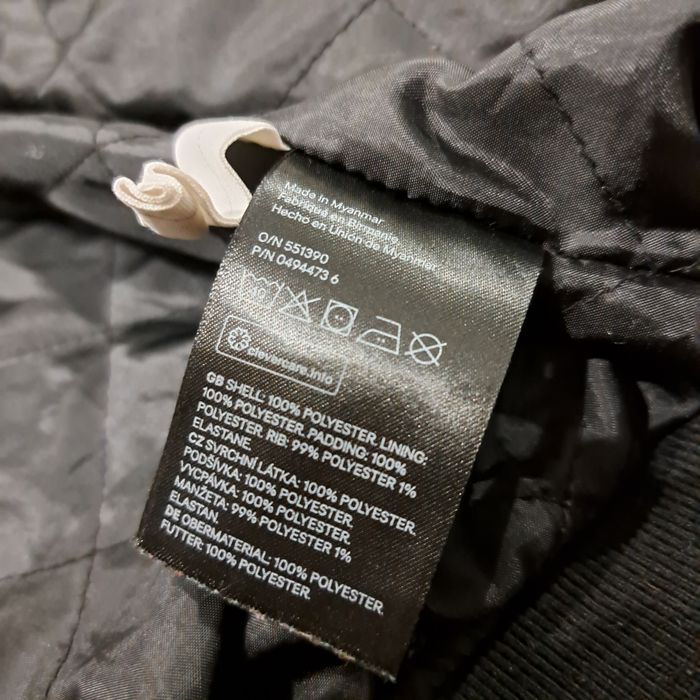 Made in Myanmar
Fabriqué en Birmanie
Hecho en Unión de Myanmar
O/N 551390
P/N 0494473 6
clevercare.info
GB SHELL: 100% POLYESTER. LINING:
100% POLYESTER. PADDING: 100%
POLYESTER. RIB: 99% POLYESTER 1%
ELASTANE
CZ SVRCHNÍ LÁTKA: 100% POLYESTER.
PODŠÍVKA: 100% POLYESTER.
VYCPÁVKA: 100% POLYESTER.
MANŽETA: 99% POLYESTER 1%
ELASTAN.
DE OBERMATERIAL: 100% POLYESTER.
FUTTER: 100% POLYESTER.